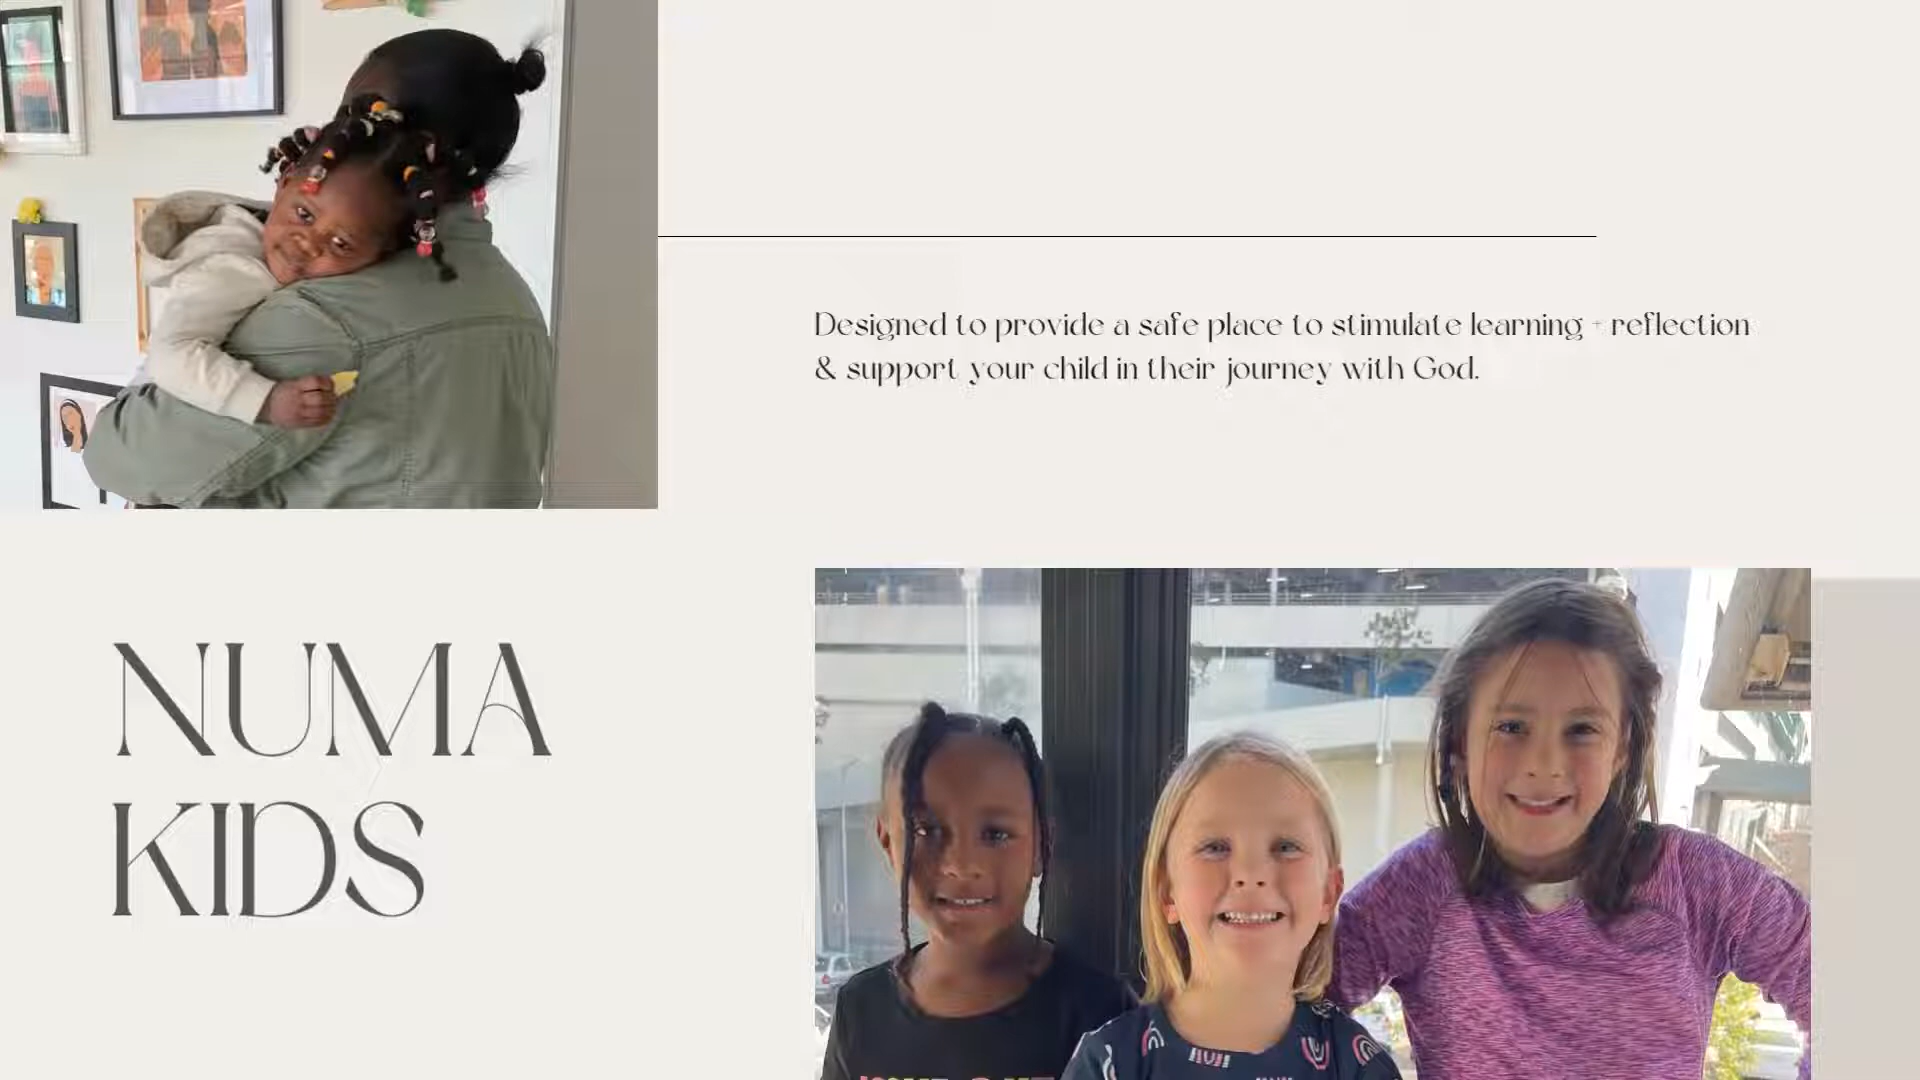 Designed to provide a safe place to stimulate learning + reflection
& support your child in their journey with God.
NUMA
KIDS